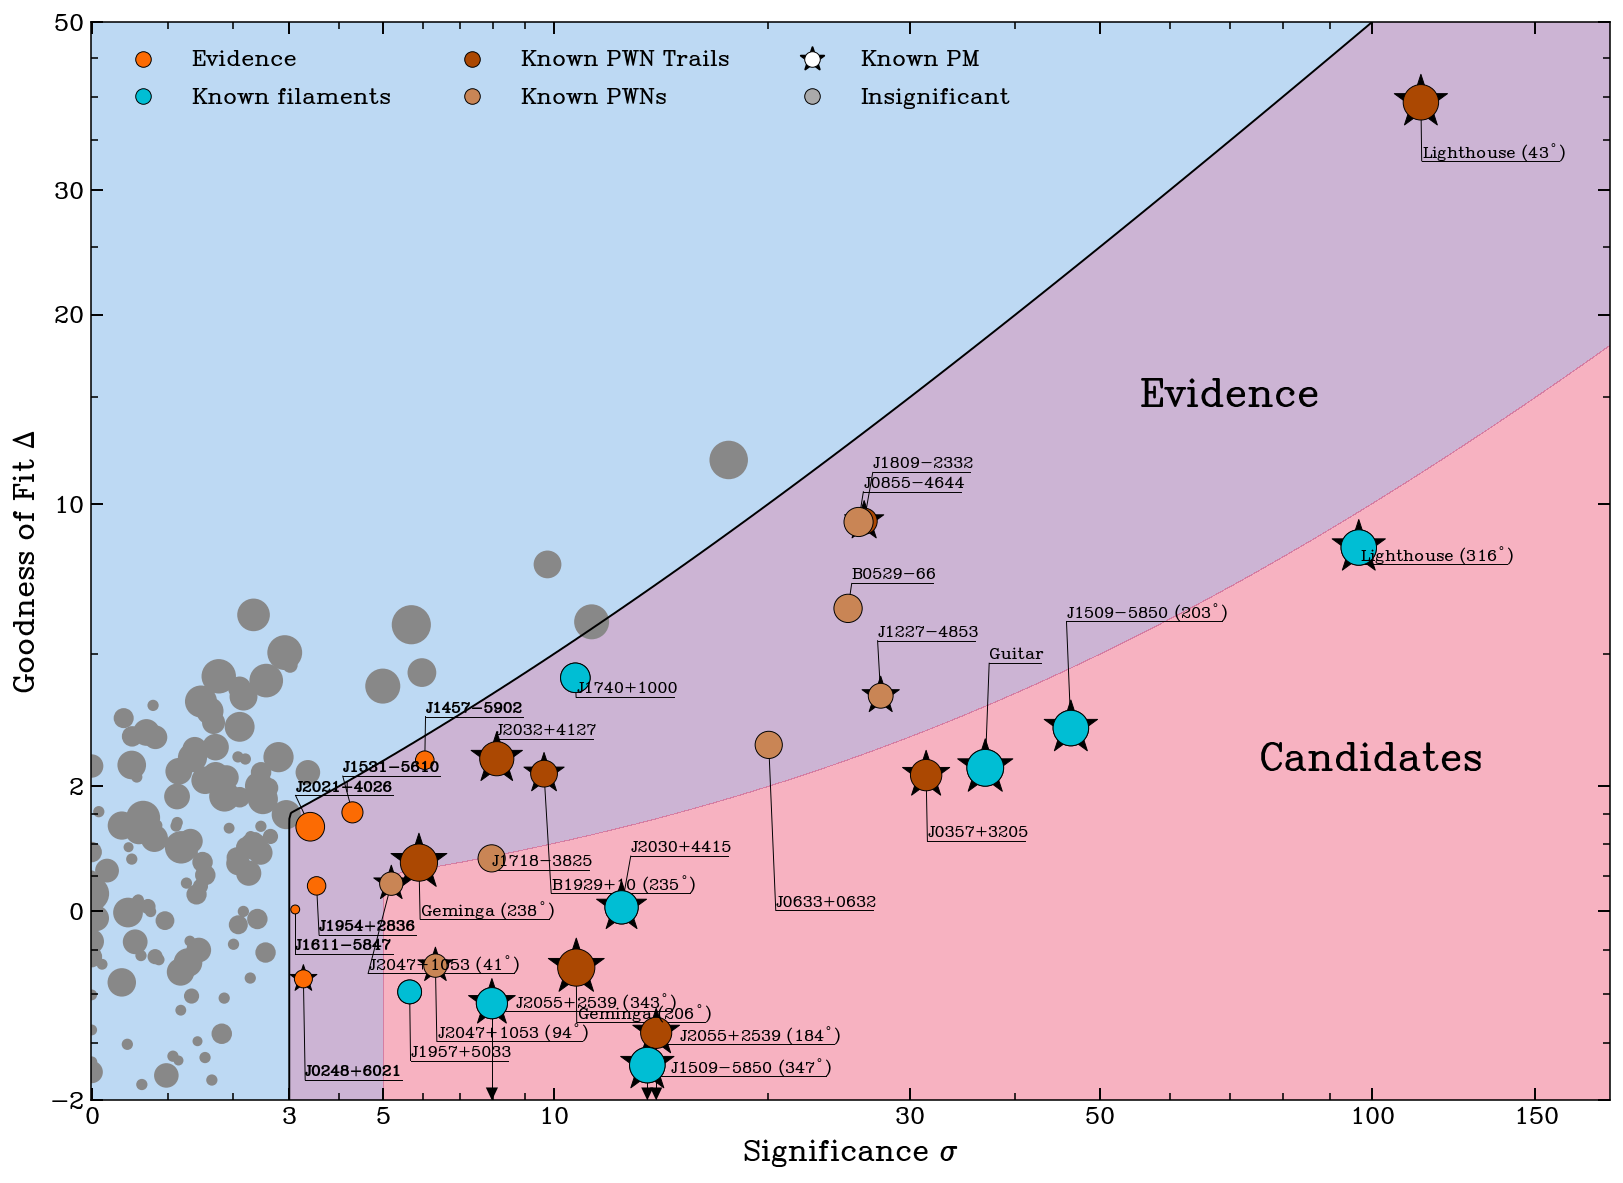 50
30
20
10
2
0
−2
Goodness of Fit Δ
Evidence
Known filaments
Known PWN Trails
Known PWNs
Known PM
Insignificant
Lighthouse (43°)
Evidence
J1809−2332
J0855−4644
Lighthouse (316°)
B0529−66
J1509−5850 (203°)
J1227−4853
Guitar
J1740+1000
J1457−5902
J2032+4127
Candidates
J1531−5610
J2021+4026
J0357+3205
J2030+4415
J1718−3825
B1929+10 (235°)
J0633+0632
Geminga (238°)
J1954+2836
J1611−5847
J2047+1053 (41°)
J2055+2539 (343°)
Geminga (206°)
J2047+1053 (94°)
J2055+2539 (184°)
J1957+5033
J1509−5850 (347°)
J0248+6021
0 3 5 10 30 50 100 150
Significance σ